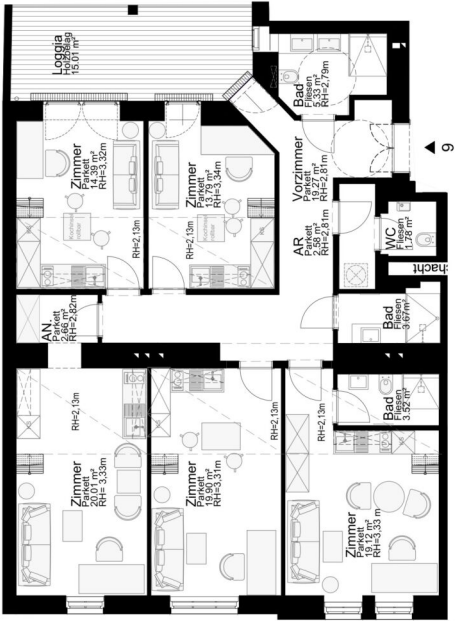 Loggia
Holzbelag
15.01 m²
Bad
Fliesen
5.33 m²
RH=2,79m
Zimmer
Parkett
14.39 m²
RH=3,32m
Zimmer
Parkett
13.79 m²
RH=3,34m
Vorzimmer
Parkett
19.27 m²
RH=2,81m
9
RH=2,13m
RH=2,13m
AR
Parkett
2.58 m²
RH=2,81m
WC
Fliesen
1.78 m²
chacht
AN.
Parkett
2.66 m²
RH=2,82m
Bad
Fliesen
3.67m²
RH=2,13m
RH=2,13m
RH=2,13m
Bad
Fliesen
3.52 m²
Zimmer
Parkett
20.01 m²
RH= 3,33m
Zimmer
Parkett
19.90 m²
RH=3,31m
Zimmer
Parkett
19.12 m²
RH=3,33 m